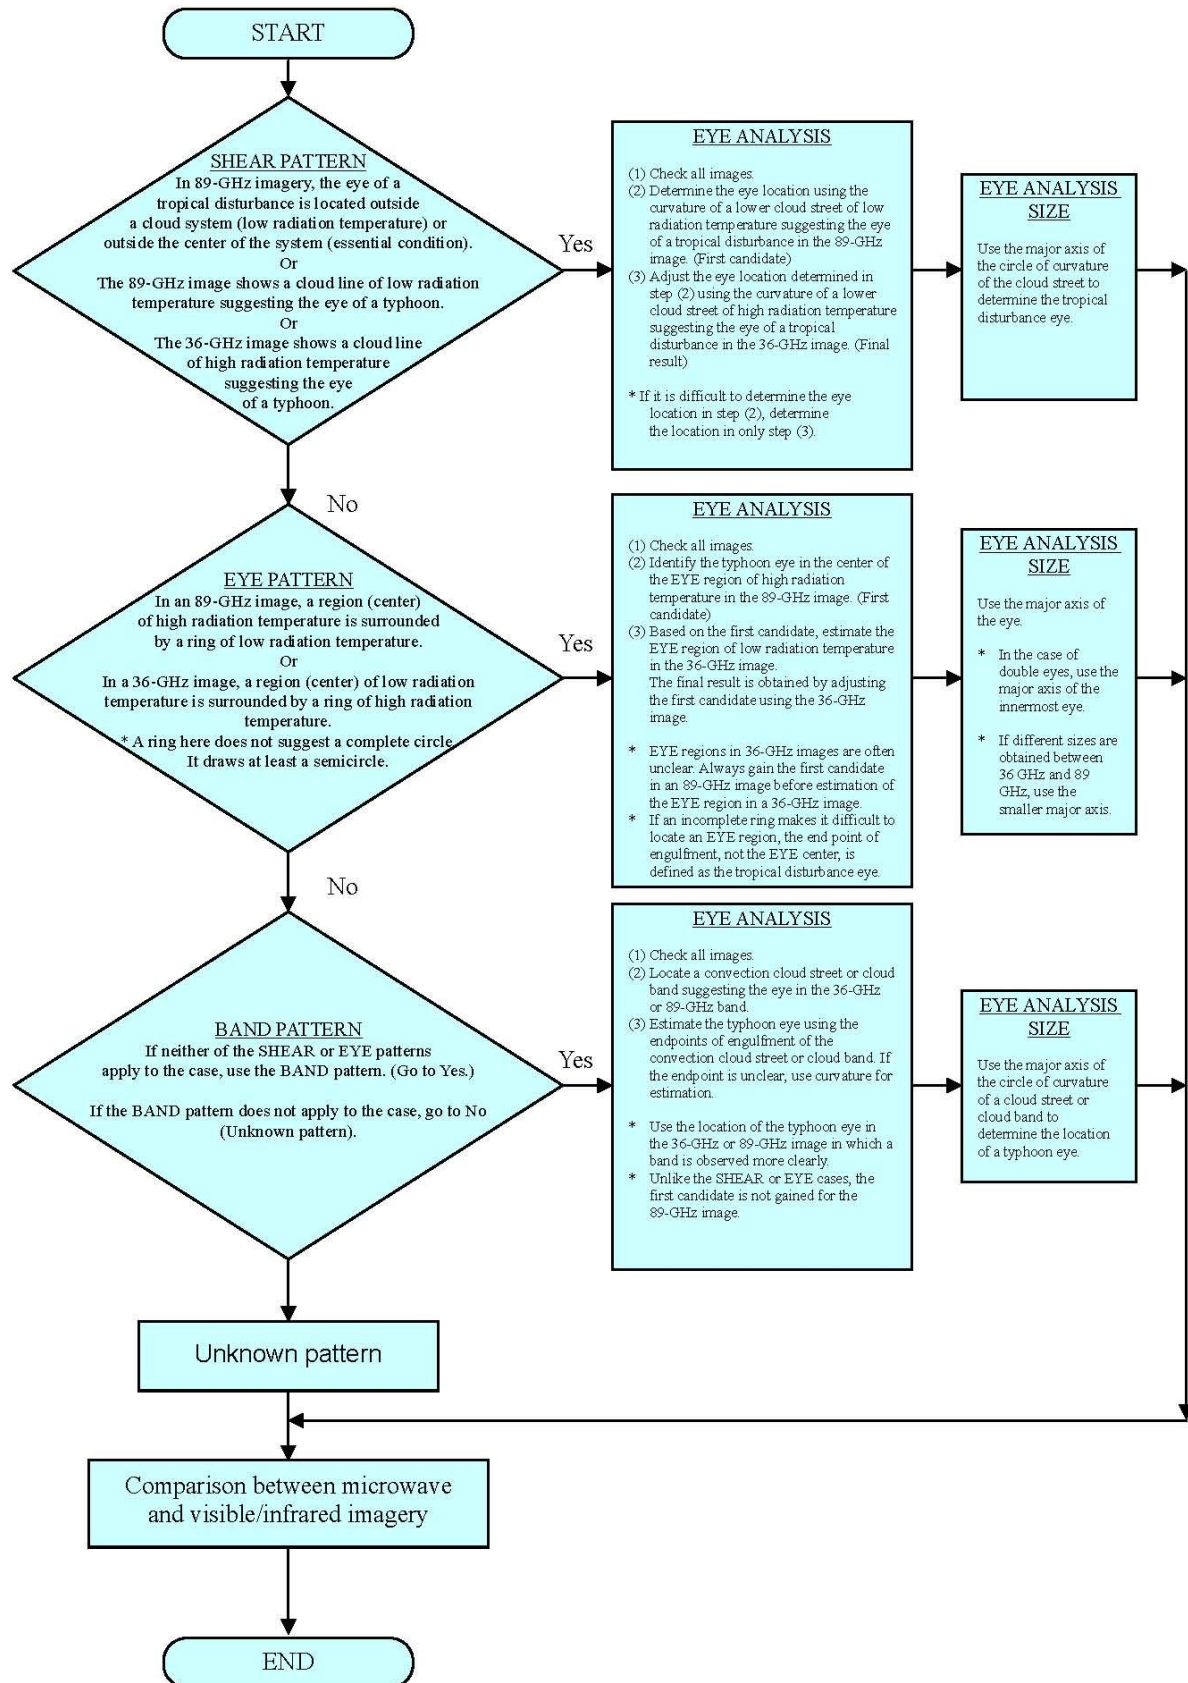 START
SHEAR PATTERN
In 89-GHz imagery, the eye of a
tropical disturbance is located outside
a cloud system (low radiation temperature) or
outside the center of the system (essential condition).
Or
The 89-GHz image shows a cloud line of low radiation
temperature suggesting the eye of a typhoon.
Or
The 36-GHz image shows a cloud line
of high radiation temperature
suggesting the eye
of a typhoon.
Yes
EYE ANALYSIS
(1) Check all images.
(2) Determine the eye location using the
curvature of a lower cloud street of low
radiation temperature suggesting the eye
of a tropical disturbance in the 89-GHz
image. (First candidate)
(3) Adjust the eye location determined in
step (2) using the curvature of a lower
cloud street of high radiation temperature
suggesting the eye of a tropical
disturbance in the 36-GHz image. (Final
result)
* If it is difficult to determine the eye
location in step (2), determine
the location in only step (3).
EYE ANALYSIS
SIZE
Use the major axis of
the circle of curvature
of the cloud street to
determine the tropical
disturbance eye.
No
EYE PATTERN
In an 89-GHz image, a region (center)
of high radiation temperature is surrounded
by a ring of low radiation temperature.
Or
In a 36-GHz image, a region (center) of low radiation
temperature is surrounded by a ring of high radiation
temperature.
* A ring here does not suggest a complete circle.
It draws at least a semicircle.
Yes
EYE ANALYSIS
(1) Check all images.
(2) Identify the typhoon eye in the center of
the EYE region of high radiation
temperature in the 89-GHz image. (First
candidate)
(3) Based on the first candidate, estimate the
EYE region of low radiation temperature
in the 36-GHz image.
The final result is obtained by adjusting
the first candidate using the 36-GHz
image.
* EYE regions in 36-GHz images are often
unclear. Always gain the first candidate
in an 89-GHz image before estimation of
the EYE region in a 36-GHz image.
* If an incomplete ring makes it difficult to
locate an EYE region, the end point of
engulfment, not the EYE center, is
defined as the tropical disturbance eye.
EYE ANALYSIS
SIZE
Use the major axis of
the eye.
* In the case of
double eyes, use the
major axis of the
innermost eye.
* If different sizes are
obtained between
36 GHz and 89
GHz, use the
smaller major axis.
No
BAND PATTERN
If neither of the SHEAR or EYE patterns
apply to the case, use the BAND pattern. (Go to Yes.)
If the BAND pattern does not apply to the case, go to No
(Unknown pattern).
Yes
EYE ANALYSIS
(1) Check all images.
(2) Locate a convection cloud street or cloud
band suggesting the eye in the 36-GHz
or 89-GHz band.
(3) Estimate the typhoon eye using the
endpoints of engulfment of the
convection cloud street or cloud band. If
the endpoint is unclear, use curvature for
estimation.
* Use the location of the typhoon eye in
the 36-GHz or 89-GHz image in which a
band is observed more clearly.
* Unlike the SHEAR or EYE cases, the
first candidate is not gained for the
89-GHz image.
EYE ANALYSIS
SIZE
Use the major axis of
the circle of curvature
of a cloud street or
cloud band to
determine the location
of a typhoon eye.
Unknown pattern
Comparison between microwave
and visible/infrared imagery
END